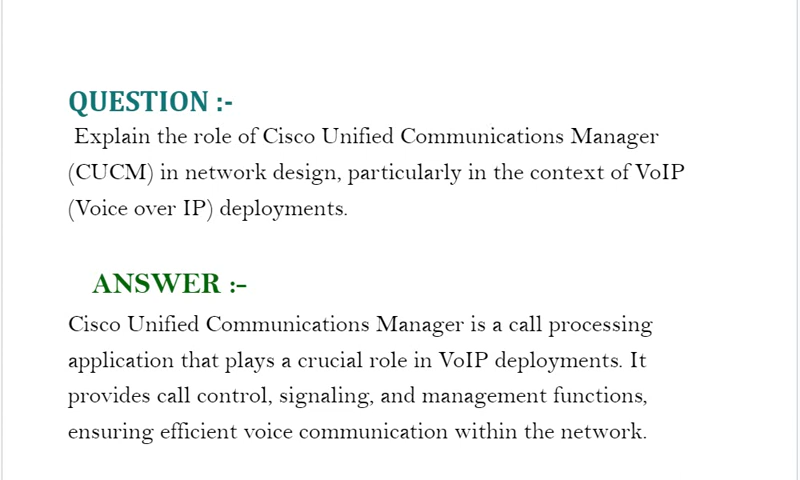 QUESTION :-
Explain the role of Cisco Unified Communications Manager
(CUCM) in network design, particularly in the context of VoIP
(Voice over IP) deployments.
ANSWER :-
Cisco Unified Communications Manager is a call processing
application that plays a crucial role in VoIP deployments. It
provides call control, signaling, and management functions,
ensuring efficient voice communication within the network.